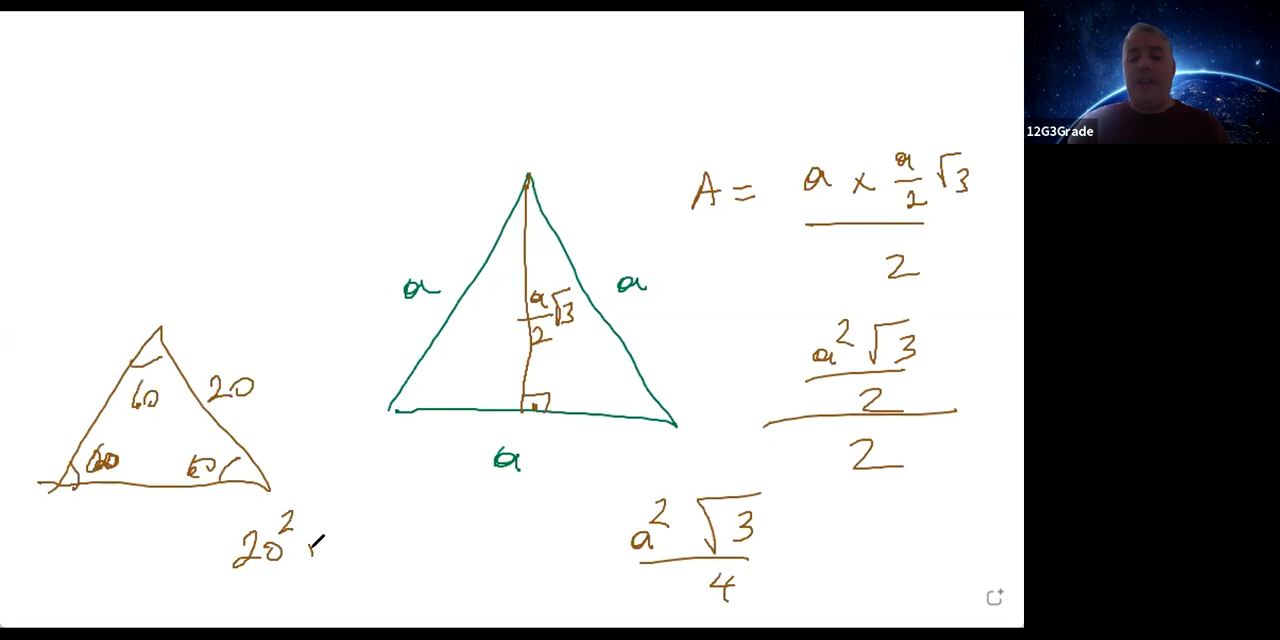 A = a × a/2 √3
2
a a
a/2 √3
a² √3
2
2
20
60
60 60
a
a² √3
4
20²
12G3Grade